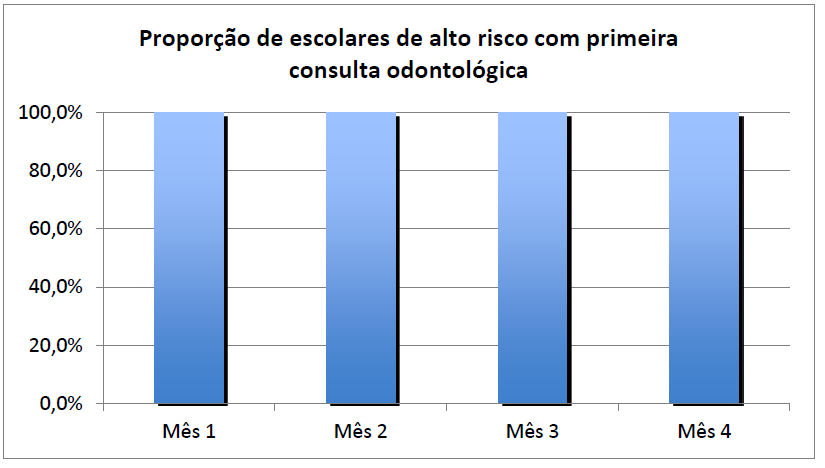 Proporção de escolares de alto risco com primeira
consulta odontológica
100,0%
80,0%
60,0%
40,0%
20,0%
0,0%
Mês 1
Mês 2
Mês 3
Mês 4